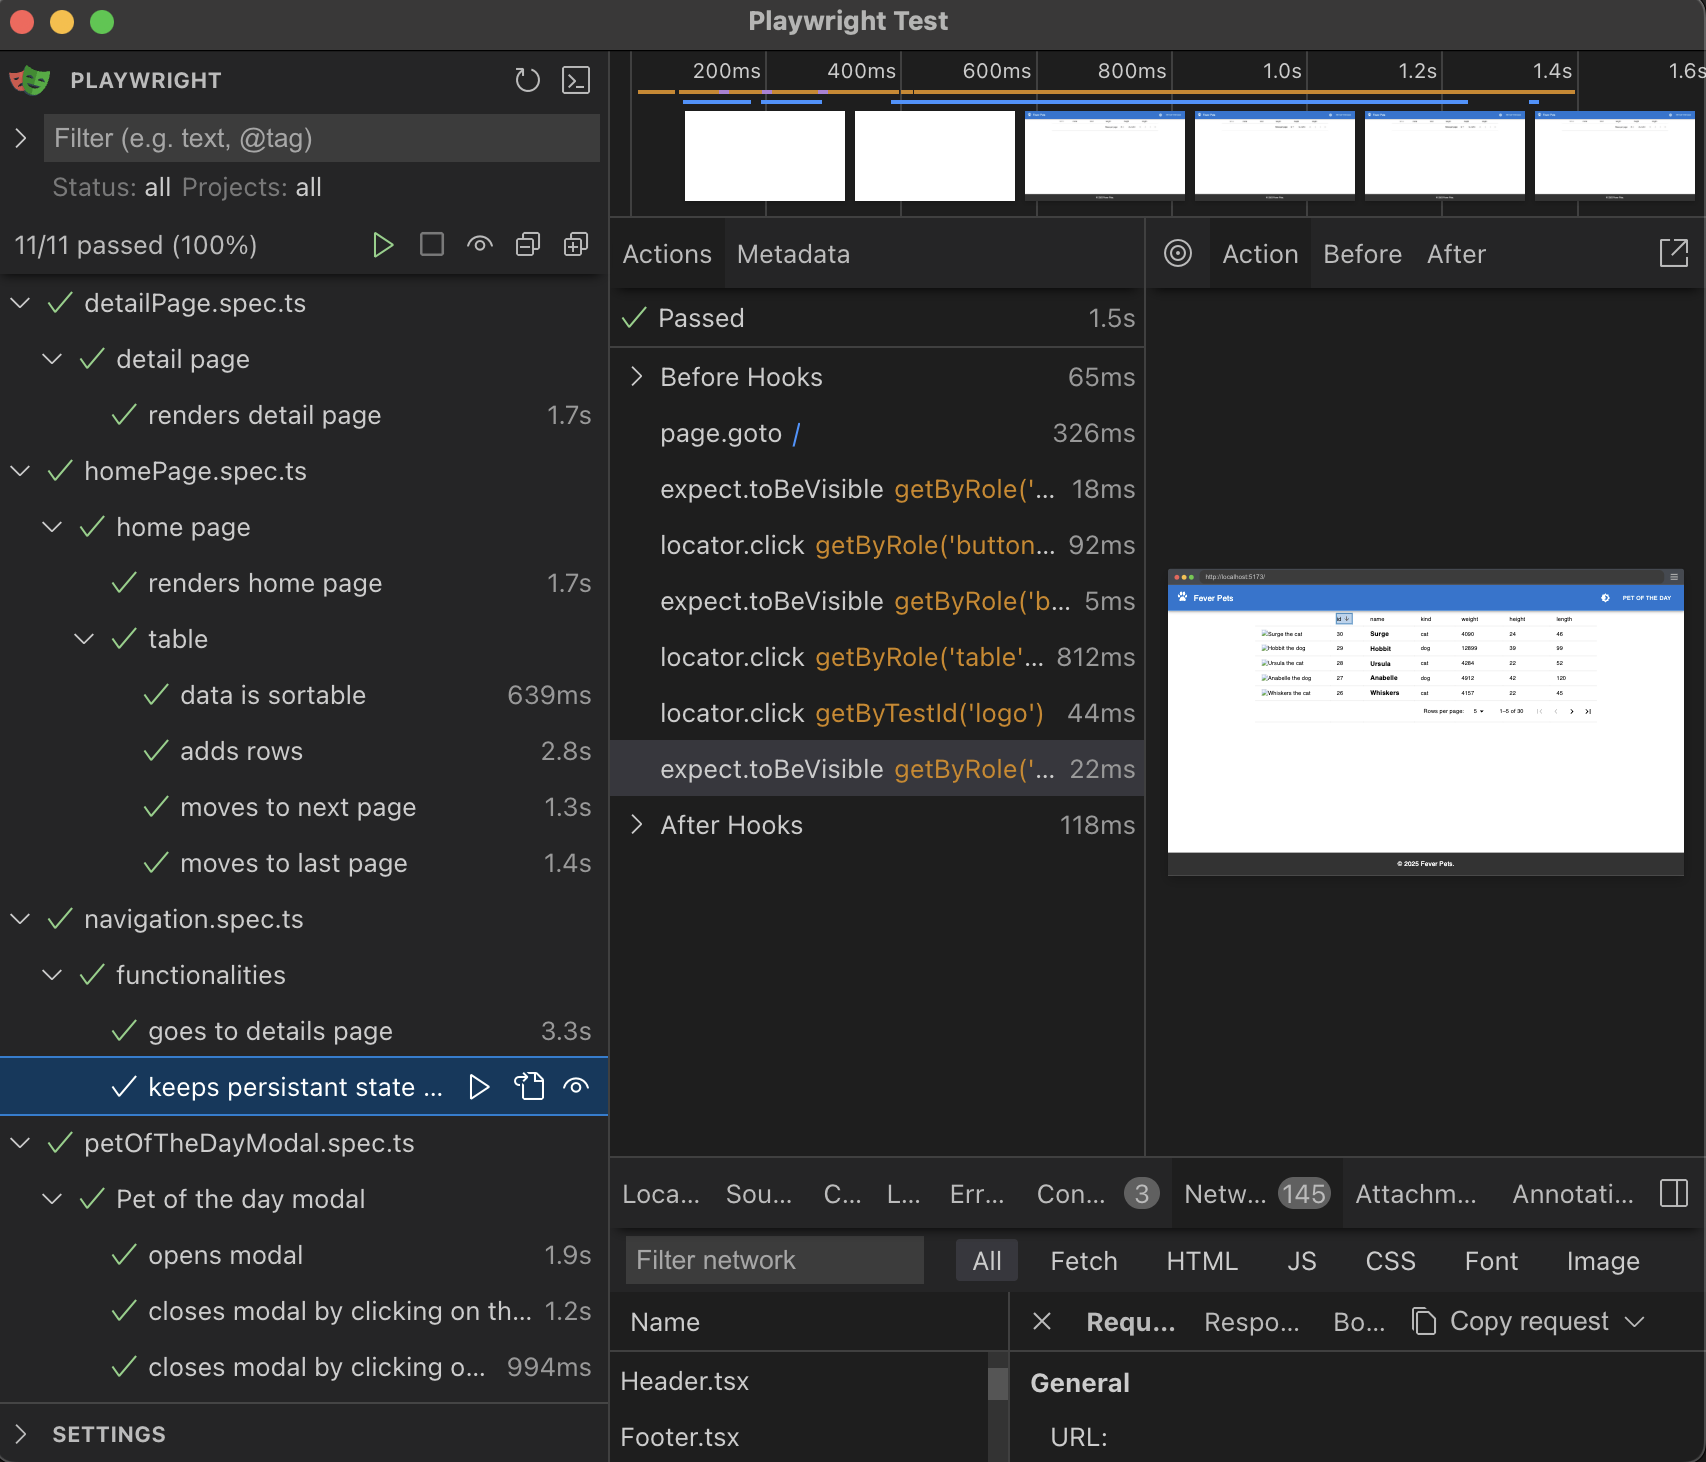 Playwright Test
PLAYWRIGHT
Filter (e.g. text, @tag)
Status: all Projects: all
11/11 passed (100%)
detailPage.spec.ts
detail page
renders detail page 1.7s
homePage.spec.ts
home page
renders home page 1.7s
table
data is sortable 639ms
adds rows 2.8s
moves to next page 1.3s
moves to last page 1.4s
navigation.spec.ts
functionalities
goes to details page 3.3s
keeps persistant state ...
petOfTheDayModal.spec.ts
Pet of the day modal
opens modal 1.9s
closes modal by clicking on th... 1.2s
closes modal by clicking o... 994ms
SETTINGS
200ms 400ms 600ms 800ms 1.0s 1.2s 1.4s 1.6s
Actions Metadata
Passed 1.5s
Before Hooks 65ms
page.goto / 326ms
expect.toBeVisible getByRole('... 18ms
locator.click getByRole('button... 92ms
expect.toBeVisible getByRole('b... 5ms
locator.click getByRole('table'... 812ms
locator.click getByTestId('logo') 44ms
expect.toBeVisible getByRole('... 22ms
After Hooks 118ms
Action Before After
http://localhost:5173/
Fever Pets PET OF THE DAY
id name kind weight height length
Surge the cat 30 Surge cat 4090 24 46
Hobbit the dog 29 Hobbit dog 12899 39 99
Ursula the cat 28 Ursula cat 4284 22 52
Anabelle the dog 27 Anabelle dog 4912 42 120
Whiskers the cat 26 Whiskers cat 4157 22 45
Rows per page: 5 1–5 of 30
© 2025 Fever Pets.
Loca... Sou... C... L... Err... Con... 3 Netw... 145 Attachm... Annotati...
Filter network All Fetch HTML JS CSS Font Image
Name Requ... Respo... Bo... Copy request
Header.tsx
Footer.tsx
General
URL: